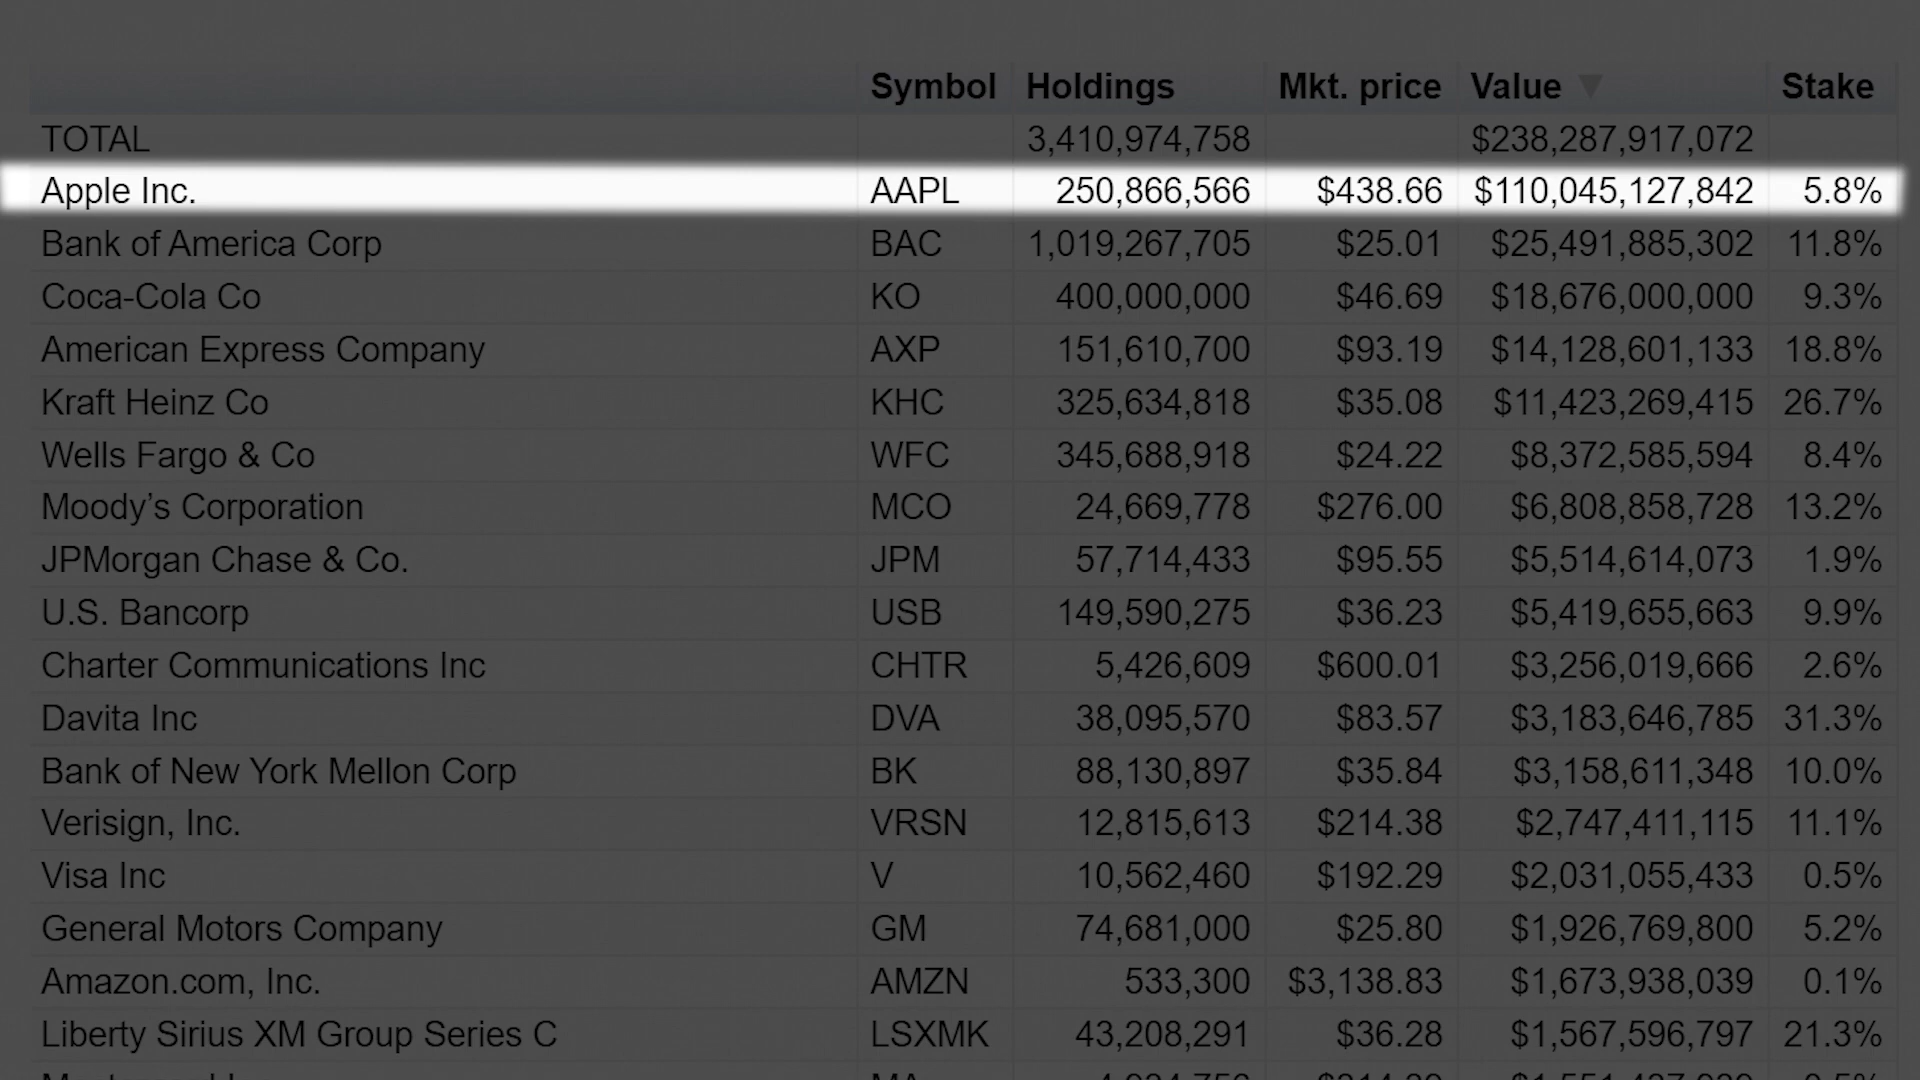 Symbol Holdings Mkt. price Value ▼ Stake
TOTAL 3,410,974,758 $238,287,917,072
Apple Inc. AAPL 250,866,566 $438.66 $110,045,127,842 5.8%
Bank of America Corp BAC 1,019,267,705 $25.01 $25,491,885,302 11.8%
Coca-Cola Co KO 400,000,000 $46.69 $18,676,000,000 9.3%
American Express Company AXP 151,610,700 $93.19 $14,128,601,133 18.8%
Kraft Heinz Co KHC 325,634,818 $35.08 $11,423,269,415 26.7%
Wells Fargo & Co WFC 345,688,918 $24.22 $8,372,585,594 8.4%
Moody’s Corporation MCO 24,669,778 $276.00 $6,808,858,728 13.2%
JPMorgan Chase & Co. JPM 57,714,433 $95.55 $5,514,614,073 1.9%
U.S. Bancorp USB 149,590,275 $36.23 $5,419,655,663 9.9%
Charter Communications Inc CHTR 5,426,609 $600.01 $3,256,019,666 2.6%
Davita Inc DVA 38,095,570 $83.57 $3,183,646,785 31.3%
Bank of New York Mellon Corp BK 88,130,897 $35.84 $3,158,611,348 10.0%
Verisign, Inc. VRSN 12,815,613 $214.38 $2,747,411,115 11.1%
Visa Inc V 10,562,460 $192.29 $2,031,055,433 0.5%
General Motors Company GM 74,681,000 $25.80 $1,926,769,800 5.2%
Amazon.com, Inc. AMZN 533,300 $3,138.83 $1,673,938,039 0.1%
Liberty Sirius XM Group Series C LSXMK 43,208,291 $36.28 $1,567,596,797 21.3%